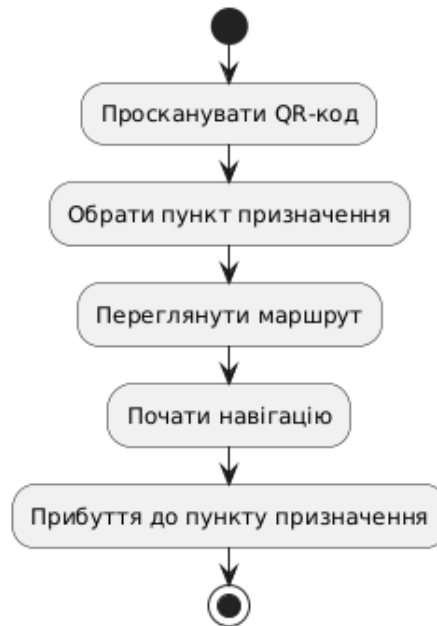 Просканувати QR-код
Обрати пункт призначення
Переглянути маршрут
Почати навігацію
Прибуття до пункту призначення